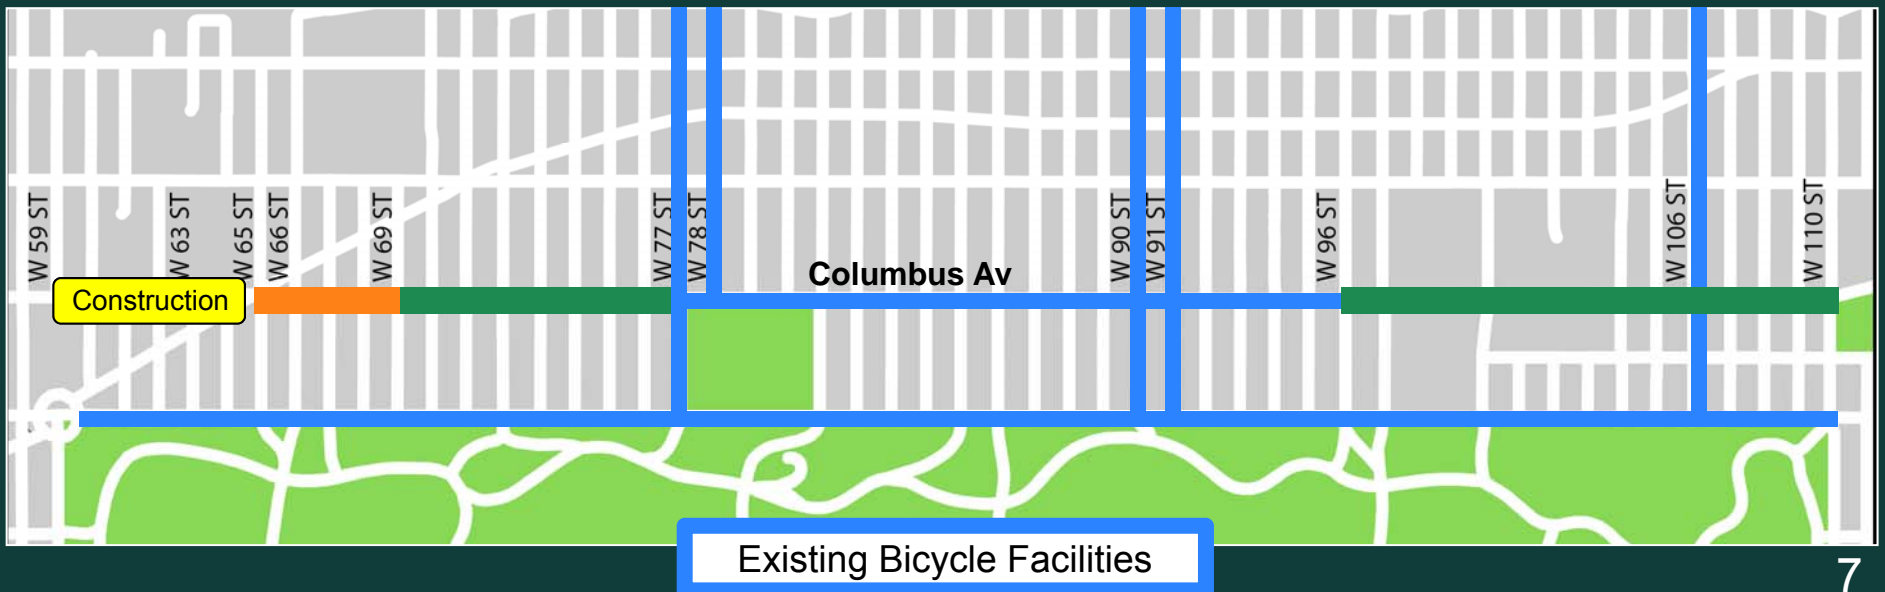 W 59 ST
W 63 ST
W 65 ST
W 66 ST
W 69 ST
W 77 ST
W 78 ST
W 90 ST
W 91 ST
W 96 ST
W 106 ST
W 110 ST
Columbus Av
Construction
Existing Bicycle Facilities
7